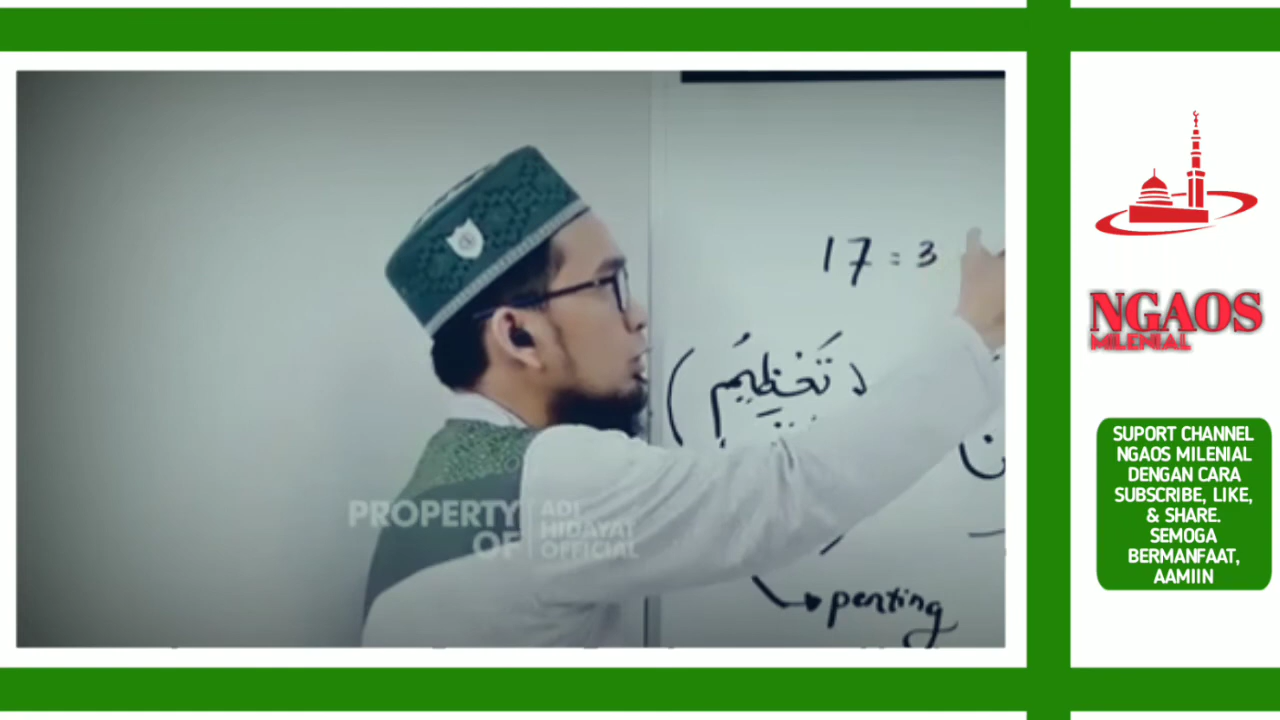 17 = 3
( تَعْظِيْمِ
penting
PROPERTY OF
ADI HIDAYAT OFFICIAL
NGAOS
MILENIAL
SUPORT CHANNEL
NGAOS MILENIAL
DENGAN CARA
SUBSCRIBE, LIKE,
& SHARE.
SEMOGA
BERMANFAAT,
AAMIIN